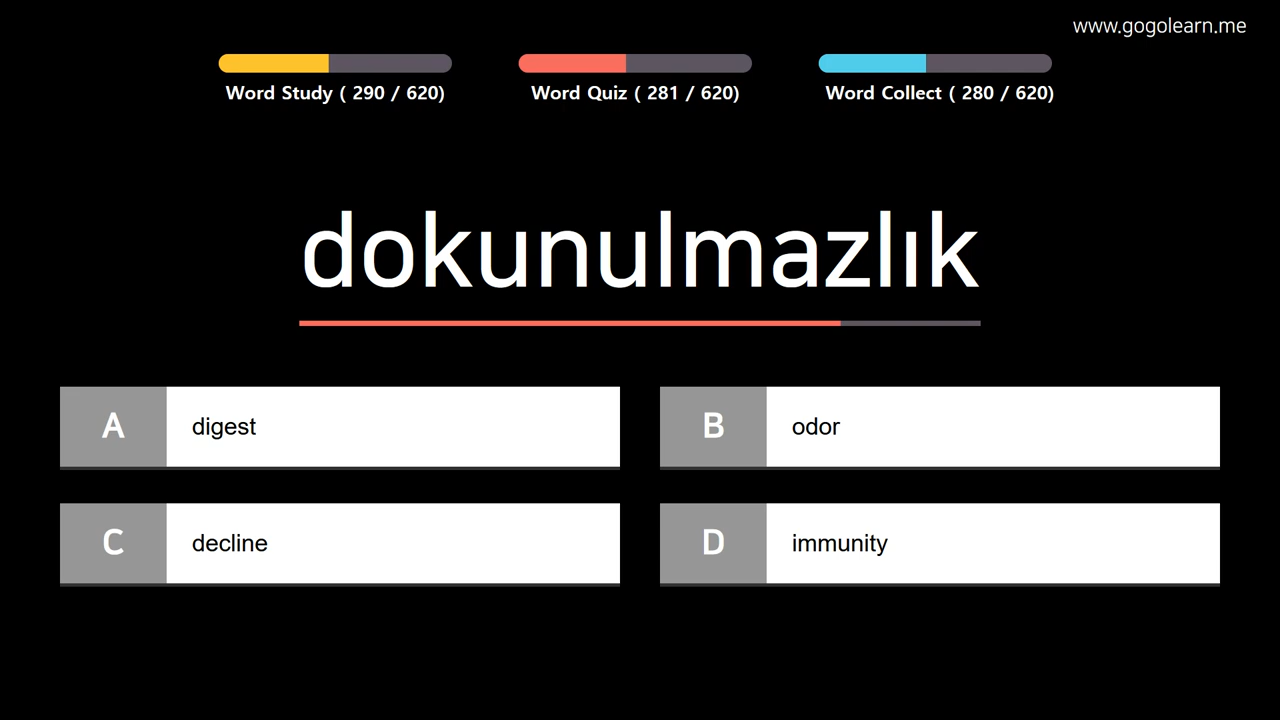 www.gogolearn.me
Word Study ( 290 / 620)
Word Quiz ( 281 / 620)
Word Collect ( 280 / 620)
dokunulmazlık
A digest
B odor
C decline
D immunity